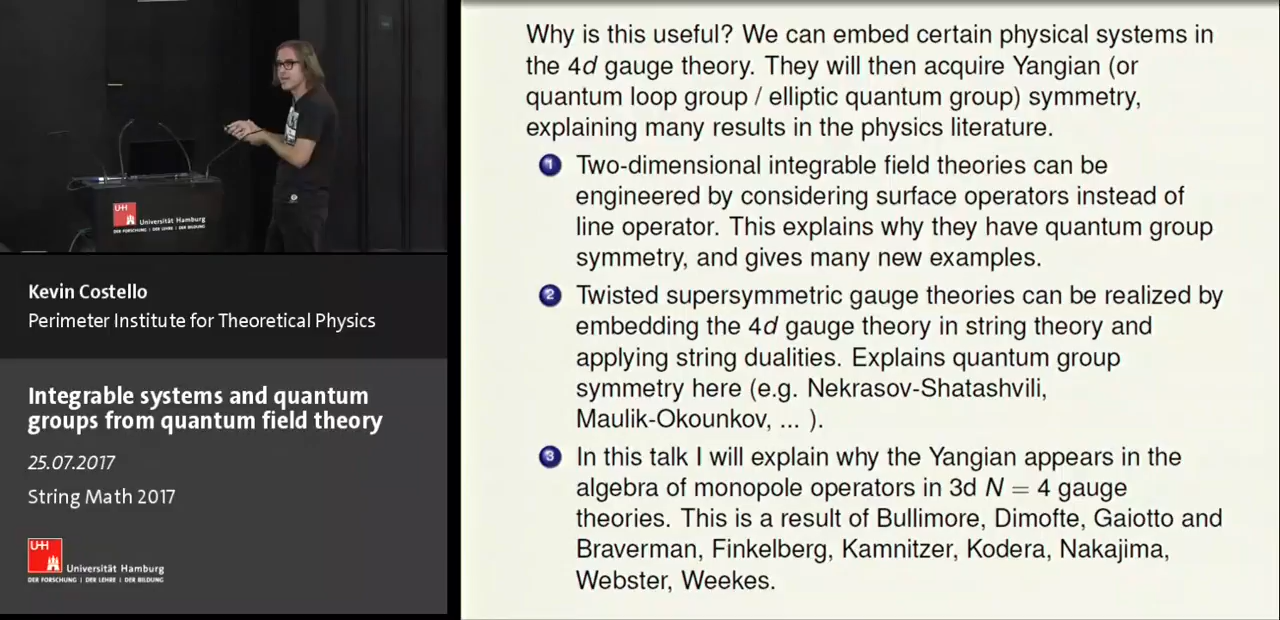 UH
Universität Hamburg
DER FORSCHUNG | DER LEHRE | DER BILDUNG
Kevin Costello
Perimeter Institute for Theoretical Physics
Integrable systems and quantum
groups from quantum field theory
25.07.2017
String Math 2017
UH
Universität Hamburg
DER FORSCHUNG | DER LEHRE | DER BILDUNG
Why is this useful? We can embed certain physical systems in
the 4d gauge theory. They will then acquire Yangian (or
quantum loop group / elliptic quantum group) symmetry,
explaining many results in the physics literature.
1 Two-dimensional integrable field theories can be
engineered by considering surface operators instead of
line operator. This explains why they have quantum group
symmetry, and gives many new examples.
2 Twisted supersymmetric gauge theories can be realized by
embedding the 4d gauge theory in string theory and
applying string dualities. Explains quantum group
symmetry here (e.g. Nekrasov-Shatashvili,
Maulik-Okounkov, ... ).
3 In this talk I will explain why the Yangian appears in the
algebra of monopole operators in 3d N = 4 gauge
theories. This is a result of Bullimore, Dimofte, Gaiotto and
Braverman, Finkelberg, Kamnitzer, Kodera, Nakajima,
Webster, Weekes.